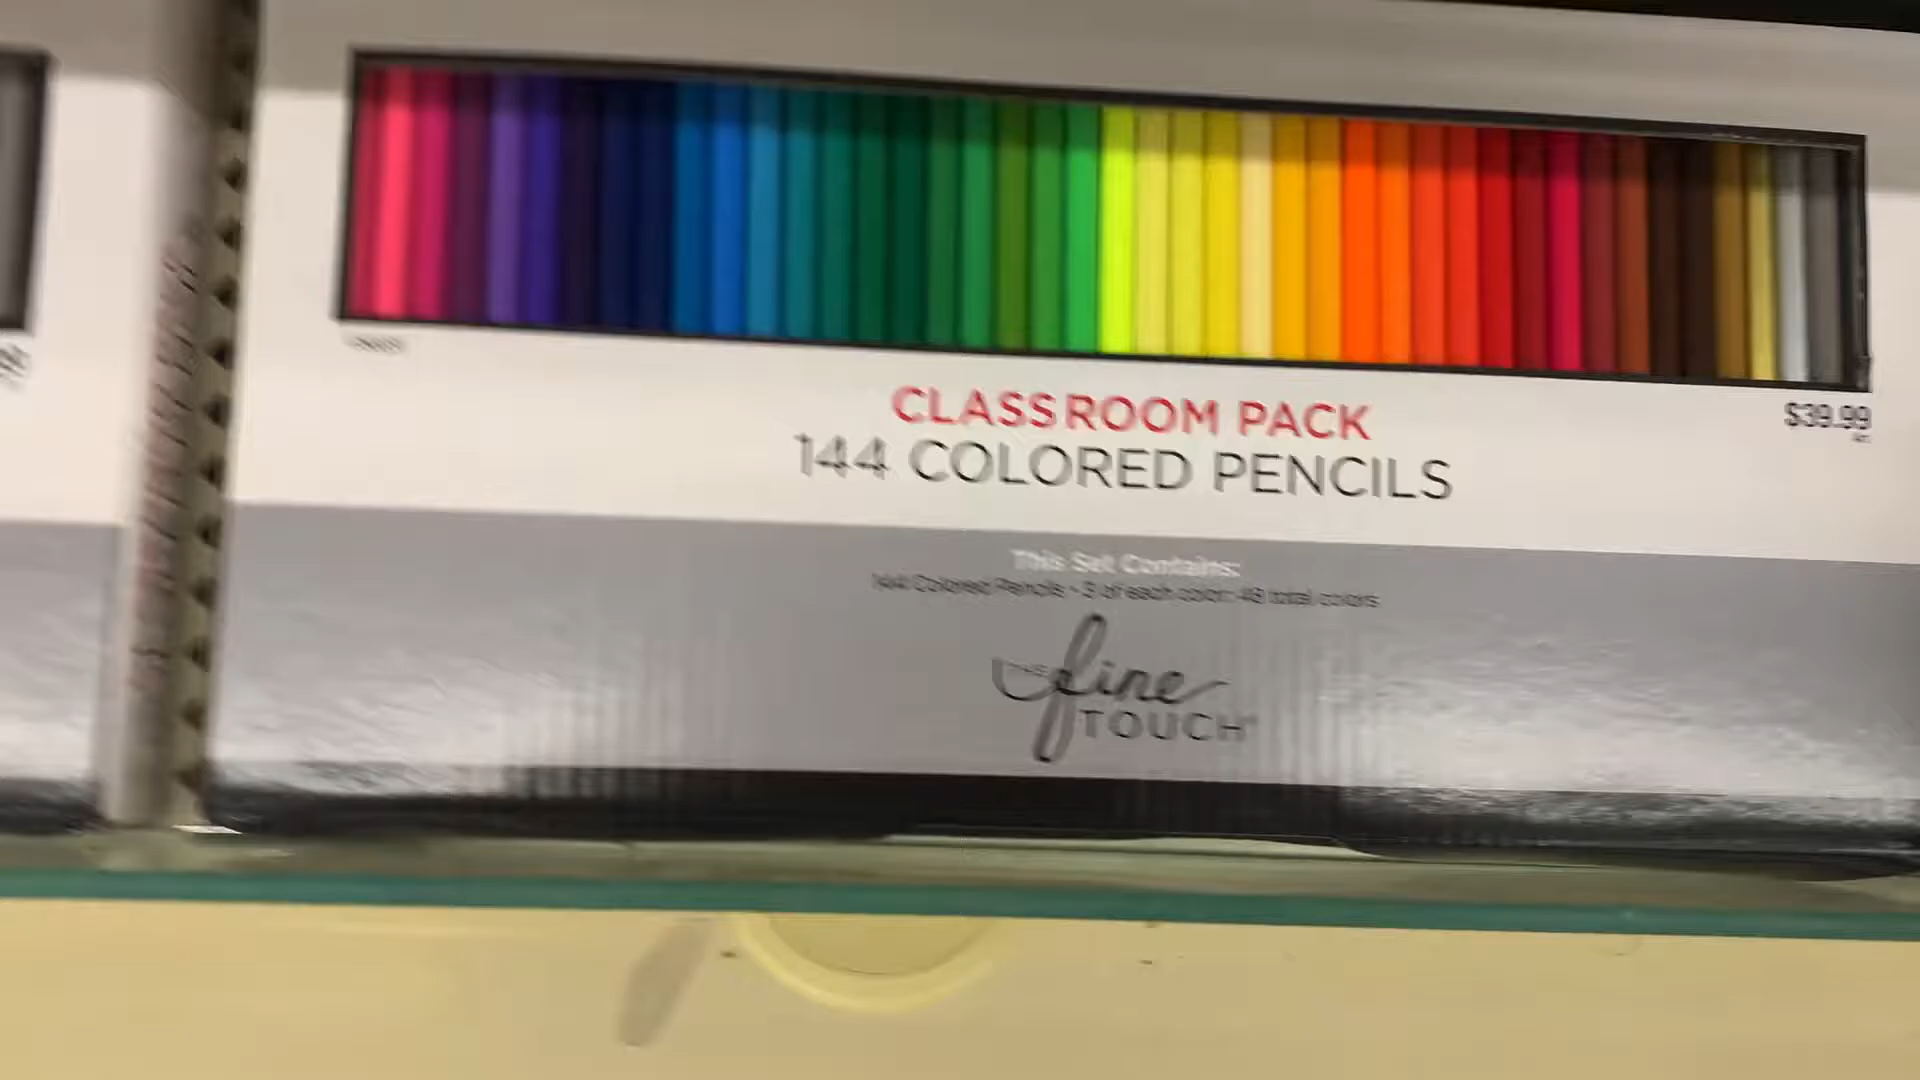 $39.99
CLASSROOM PACK
144 COLORED PENCILS
This Set Contains:
144 Colored Pencils • 3 of each color: 48 total colors
THE fine
TOUCH